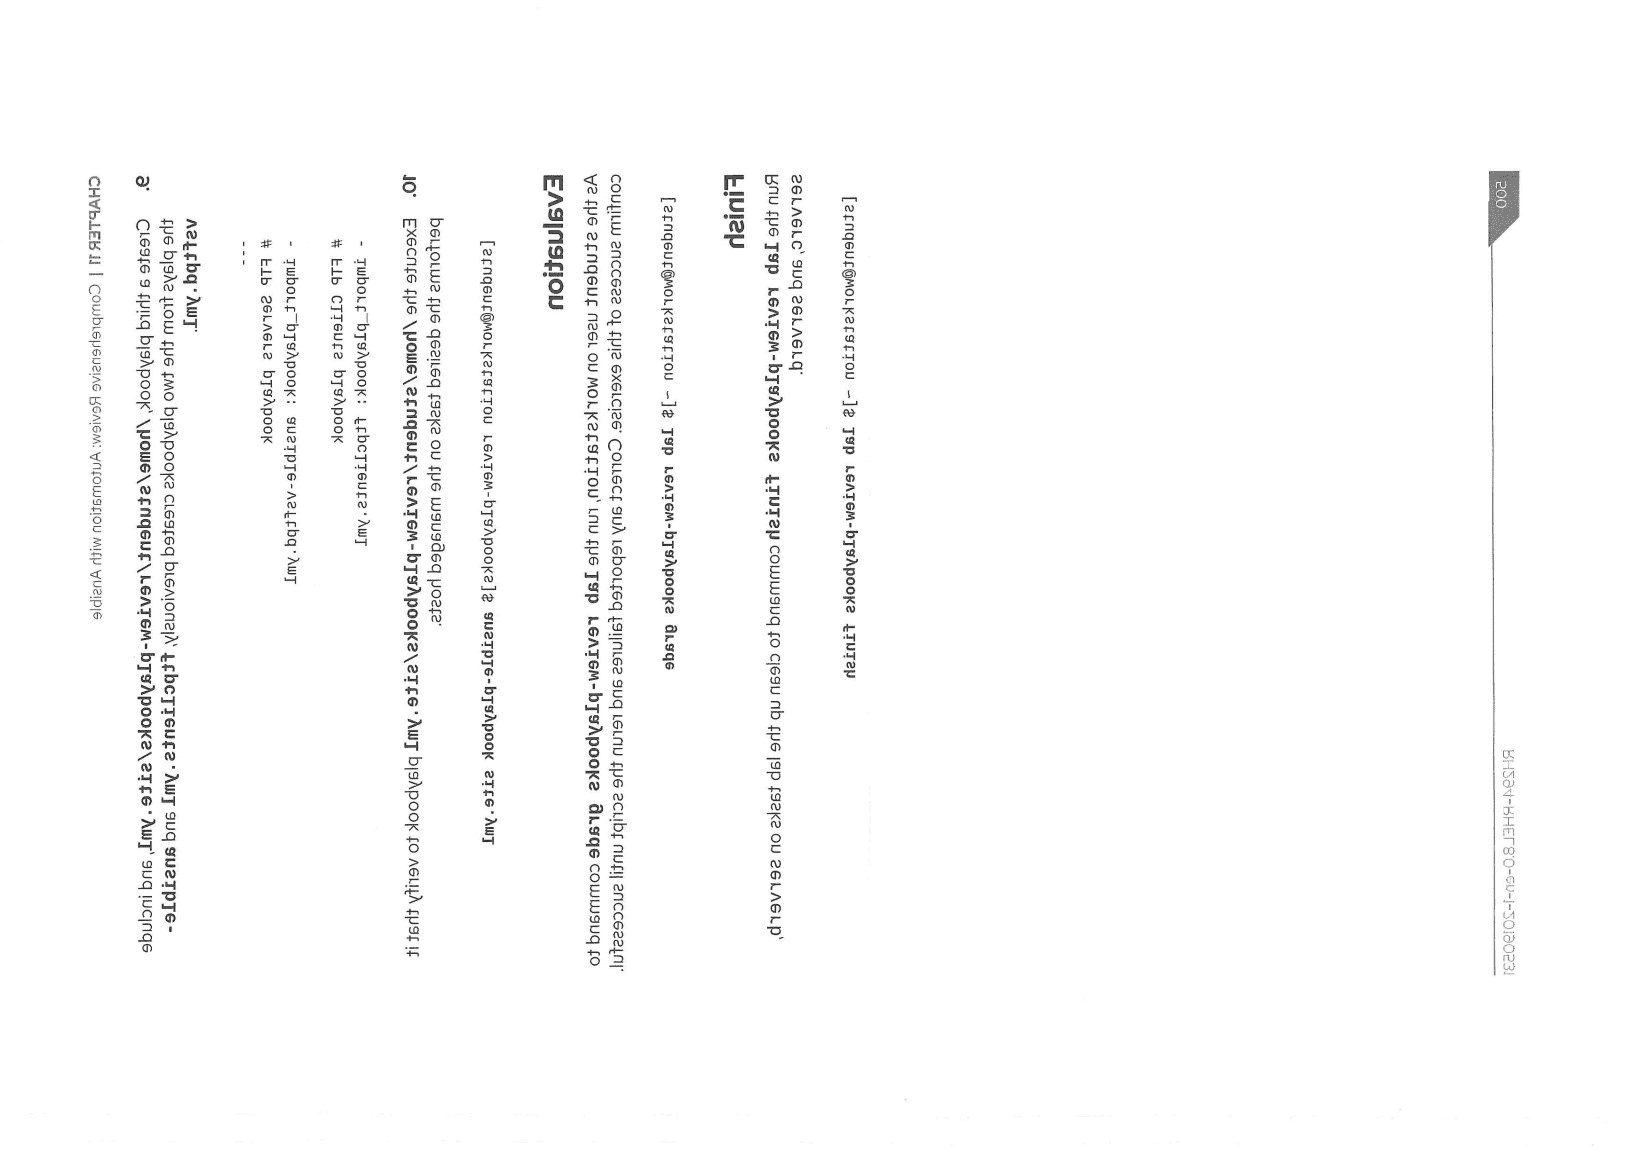 CHAPTER 11 | Comprehensive Review: Automation with Ansible
9. Create a third playbook, /home/student/review-playbooks/site.yml, and include
the plays from the two playbooks created previously, ftpclients.yml and ansible-
vsftpd.yml.
---
# FTP Servers playbook
- import_playbook: ansible-vsftpd.yml
# FTP Clients playbook
- import_playbook: ftpclients.yml
10. Execute the /home/student/review-playbooks/site.yml playbook to verify that it
performs the desired tasks on the managed hosts.
[student@workstation review-playbooks]$ ansible-playbook site.yml
Evaluation
As the student user on workstation, run the lab review-playbooks grade command to
confirm success of this exercise. Correct any reported failures and rerun the script until successful.
[student@workstation ~]$ lab review-playbooks grade
Finish
Run the lab review-playbooks finish command to clean up the lab tasks on serverb,
serverc, and serverd.
[student@workstation ~]$ lab review-playbooks finish
500
RH294-RHEL8.0-en-1-20190531